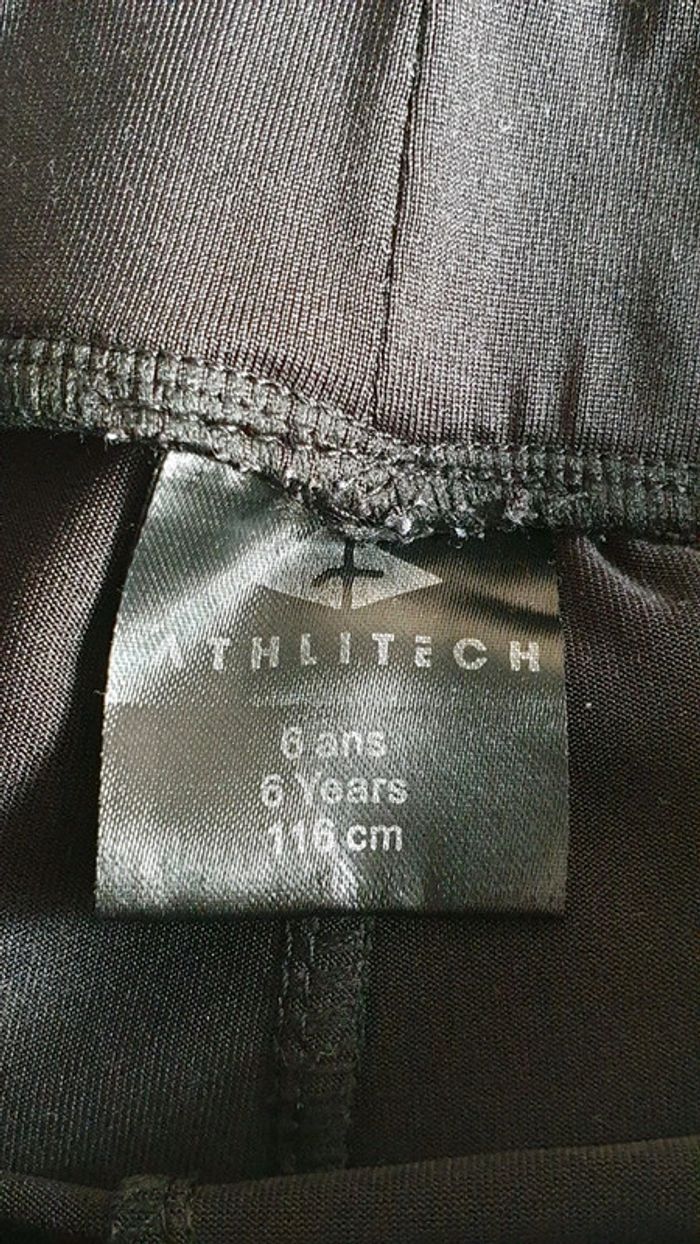 ATHLITECH
6 ans
6 Years
116 cm